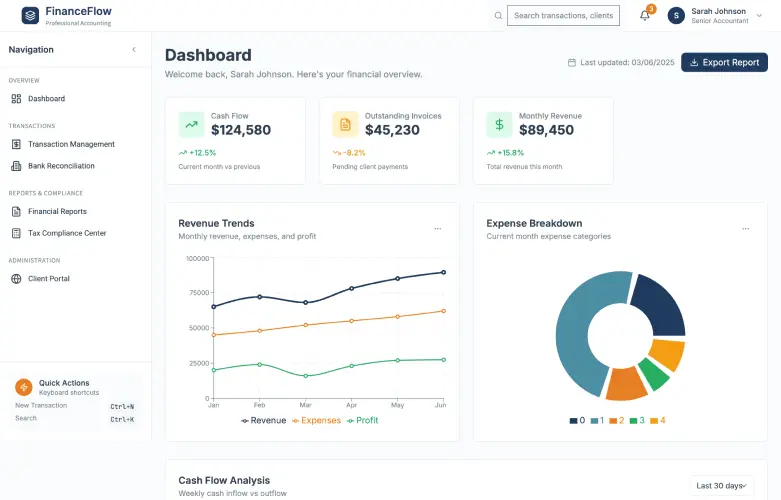 FinanceFlow
Professional Accounting
Search transactions, clients
3
S
Sarah Johnson
Senior Accountant
Navigation
OVERVIEW
Dashboard
TRANSACTIONS
Transaction Management
Bank Reconciliation
REPORTS & COMPLIANCE
Financial Reports
Tax Compliance Center
ADMINISTRATION
Client Portal
Quick Actions
Keyboard shortcuts
New Transaction Ctrl+N
Search Ctrl+K
Dashboard
Welcome back, Sarah Johnson. Here's your financial overview.
Last updated: 03/06/2025
Export Report
Cash Flow
$124,580
+12.5%
Current month vs previous
Outstanding Invoices
$45,230
-8.2%
Pending client payments
Monthly Revenue
$89,450
+15.8%
Total revenue this month
Revenue Trends
Monthly revenue, expenses, and profit
...
100000
75000
50000
25000
0
Jan Feb Mar Apr May Jun
Revenue Expenses Profit
Expense Breakdown
Current month expense categories
...
0 1 2 3 4
Cash Flow Analysis
Weekly cash inflow vs outflow
Last 30 days